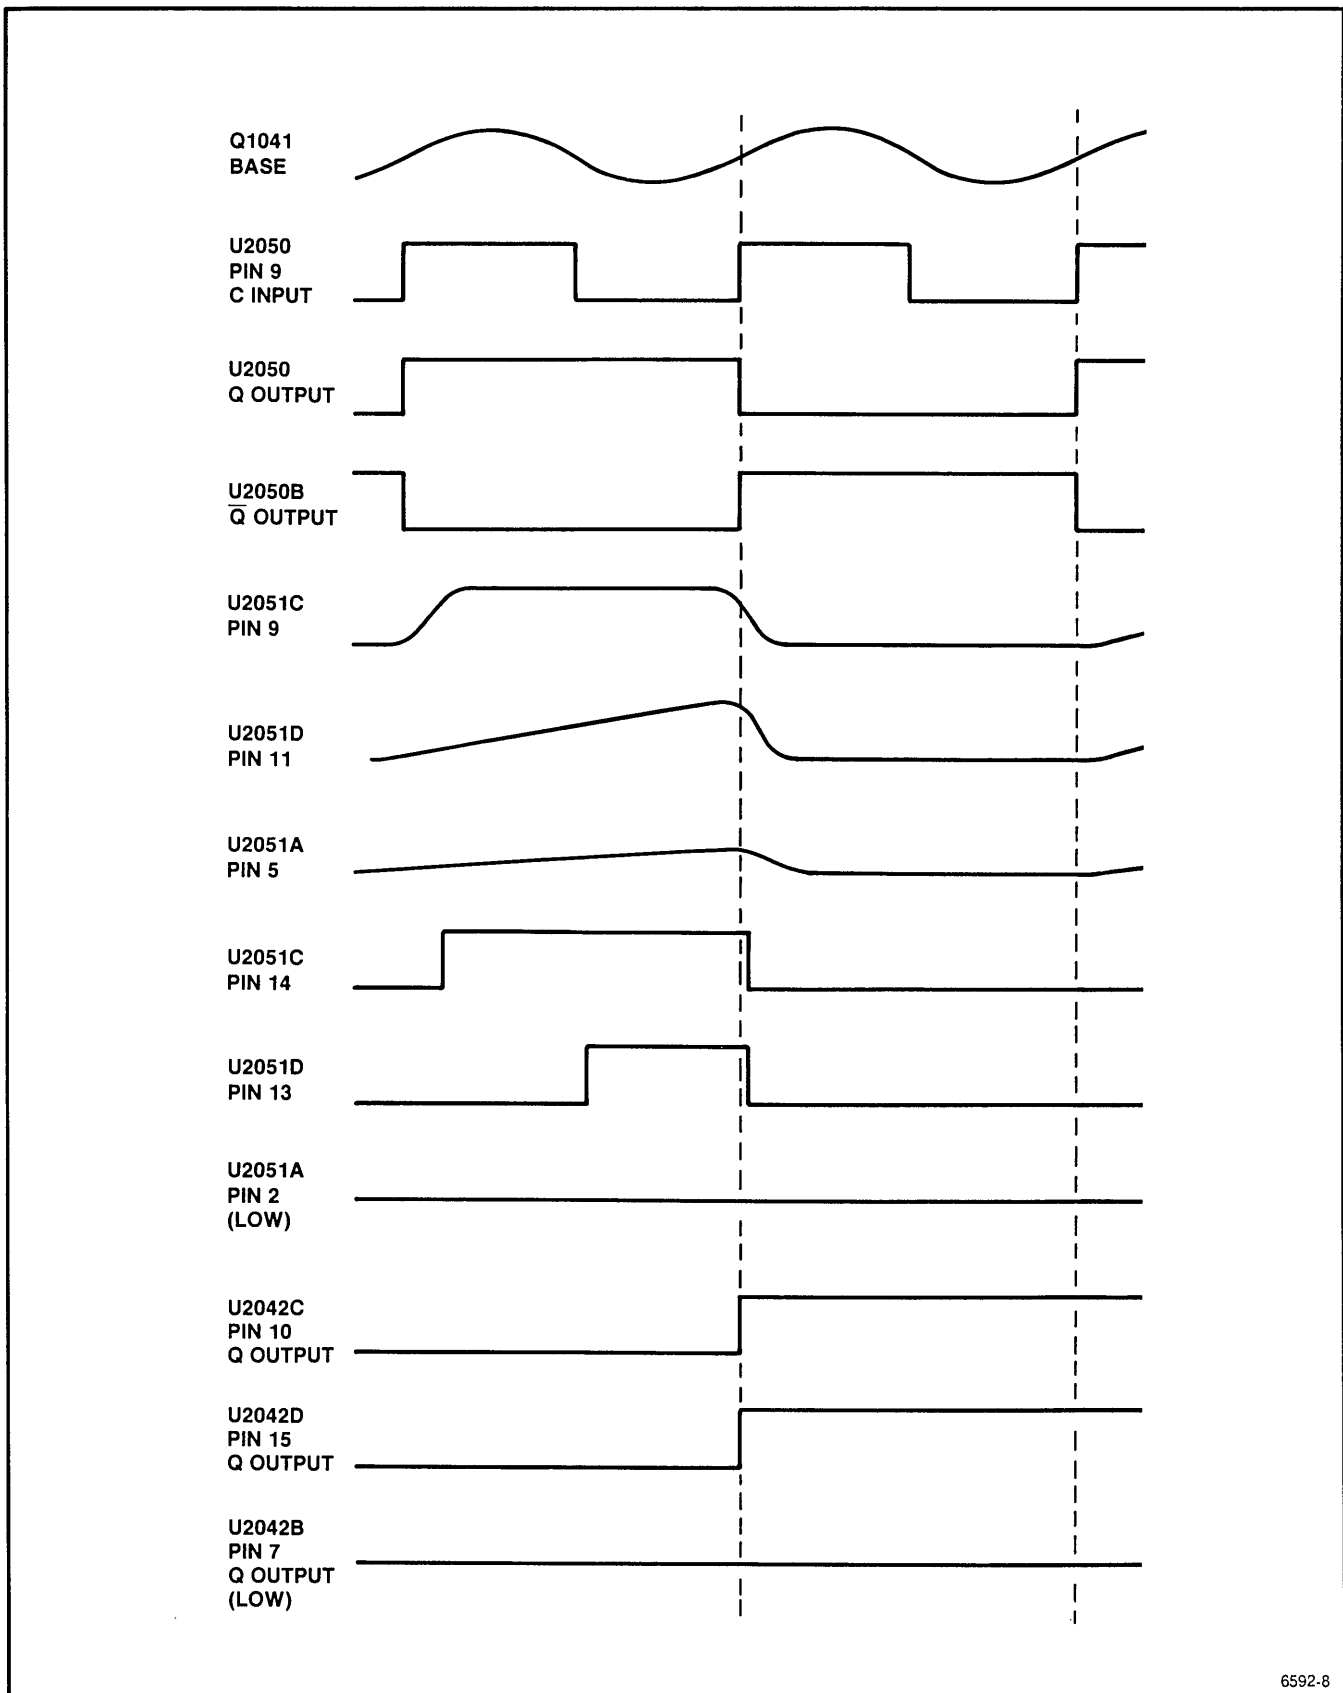 Q1041
BASE
U2050
PIN 9
C INPUT
U2050
Q OUTPUT
U2050B
Q̅ OUTPUT
U2051C
PIN 9
U2051D
PIN 11
U2051A
PIN 5
U2051C
PIN 14
U2051D
PIN 13
U2051A
PIN 2
(LOW)
U2042C
PIN 10
Q OUTPUT
U2042D
PIN 15
Q OUTPUT
U2042B
PIN 7
Q OUTPUT
(LOW)
6592-8